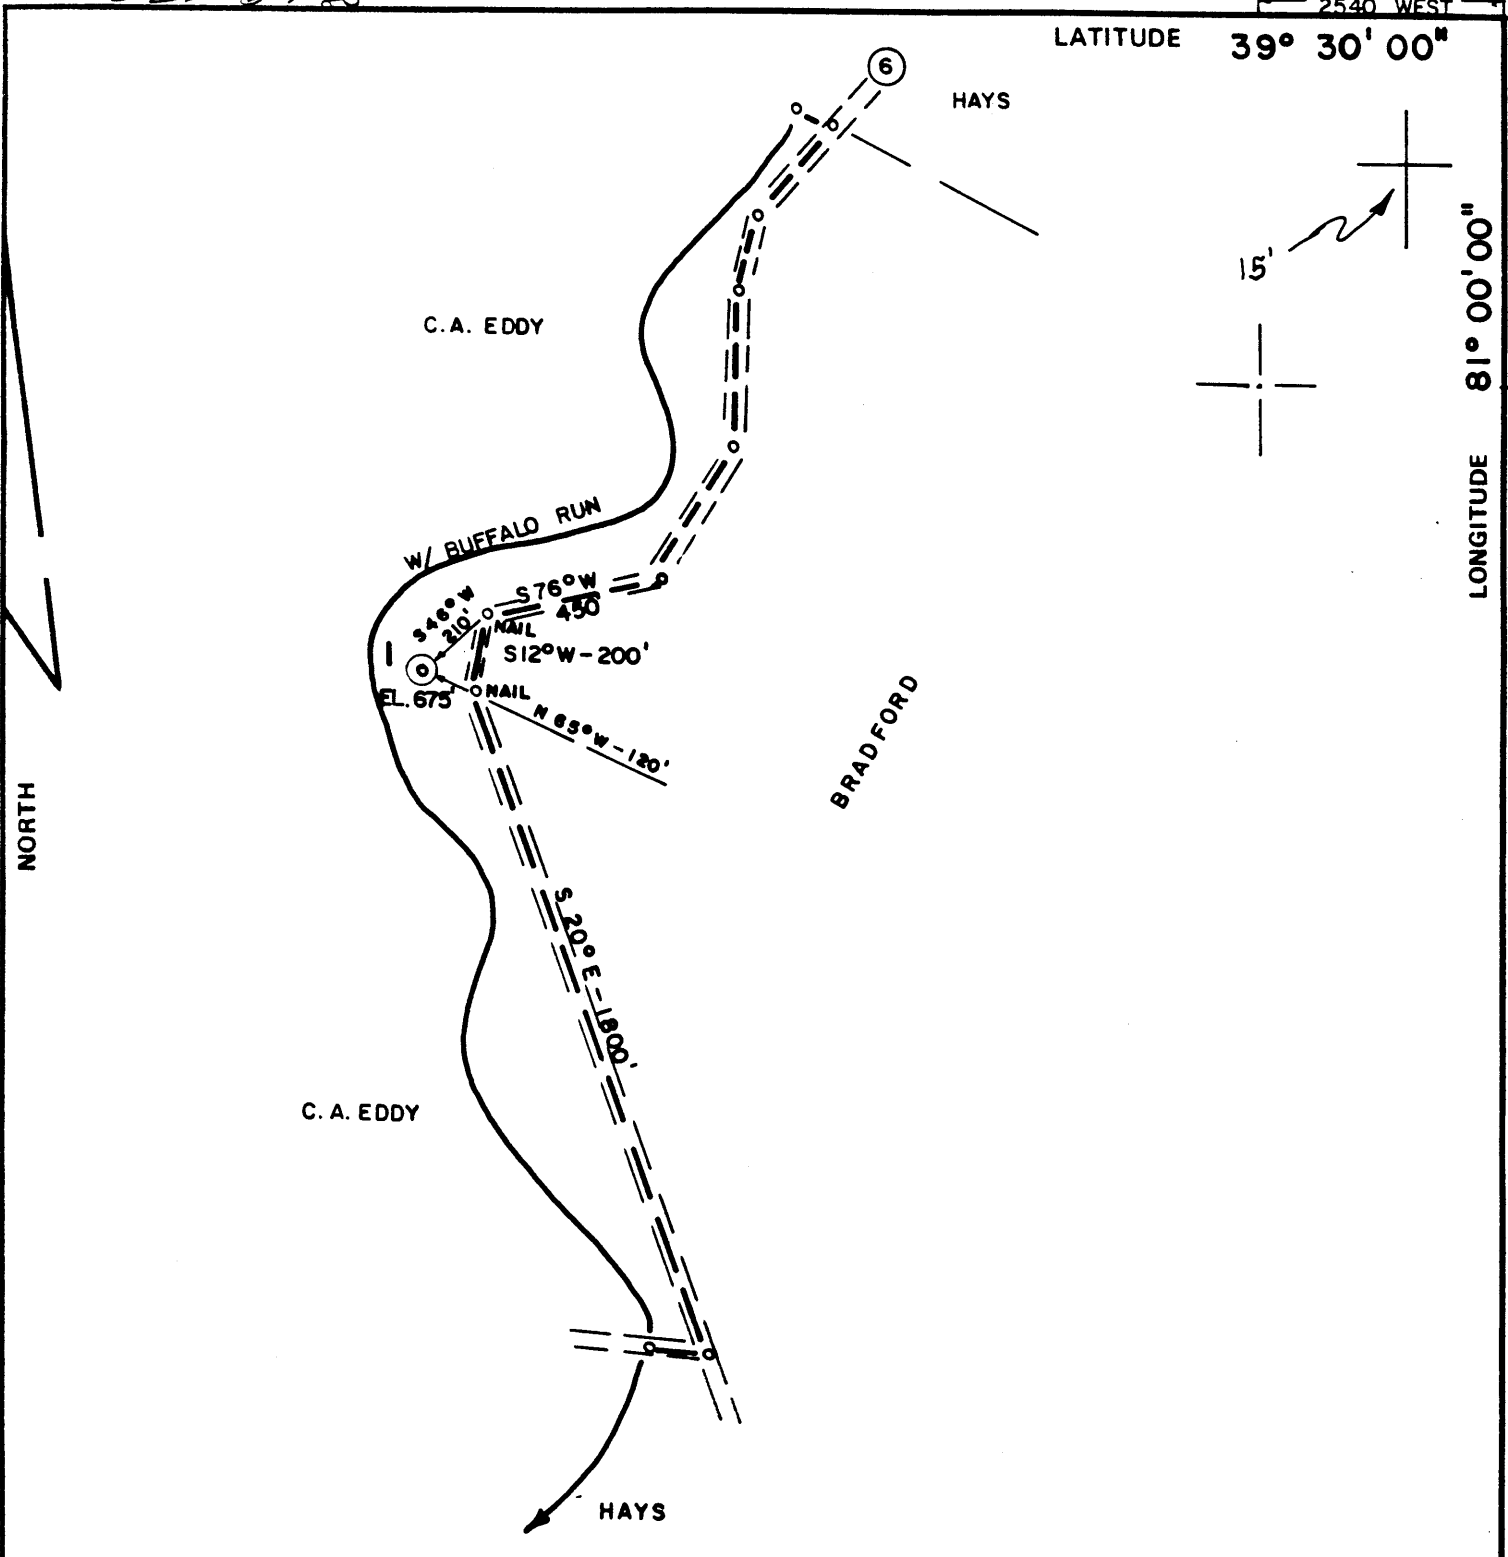 2540 WEST
LATITUDE 39° 30' 00"
6
HAYS
15'
LONGITUDE 81° 00' 00"
C.A. EDDY
W/ BUFFALO RUN
S 76° W
450
S 46° W
210'
NAIL
S12°W-200'
EL. 675'
NAIL
N 65° W-120'
BRADFORD
NORTH
S 20° E-1800'
C.A. EDDY
HAYS